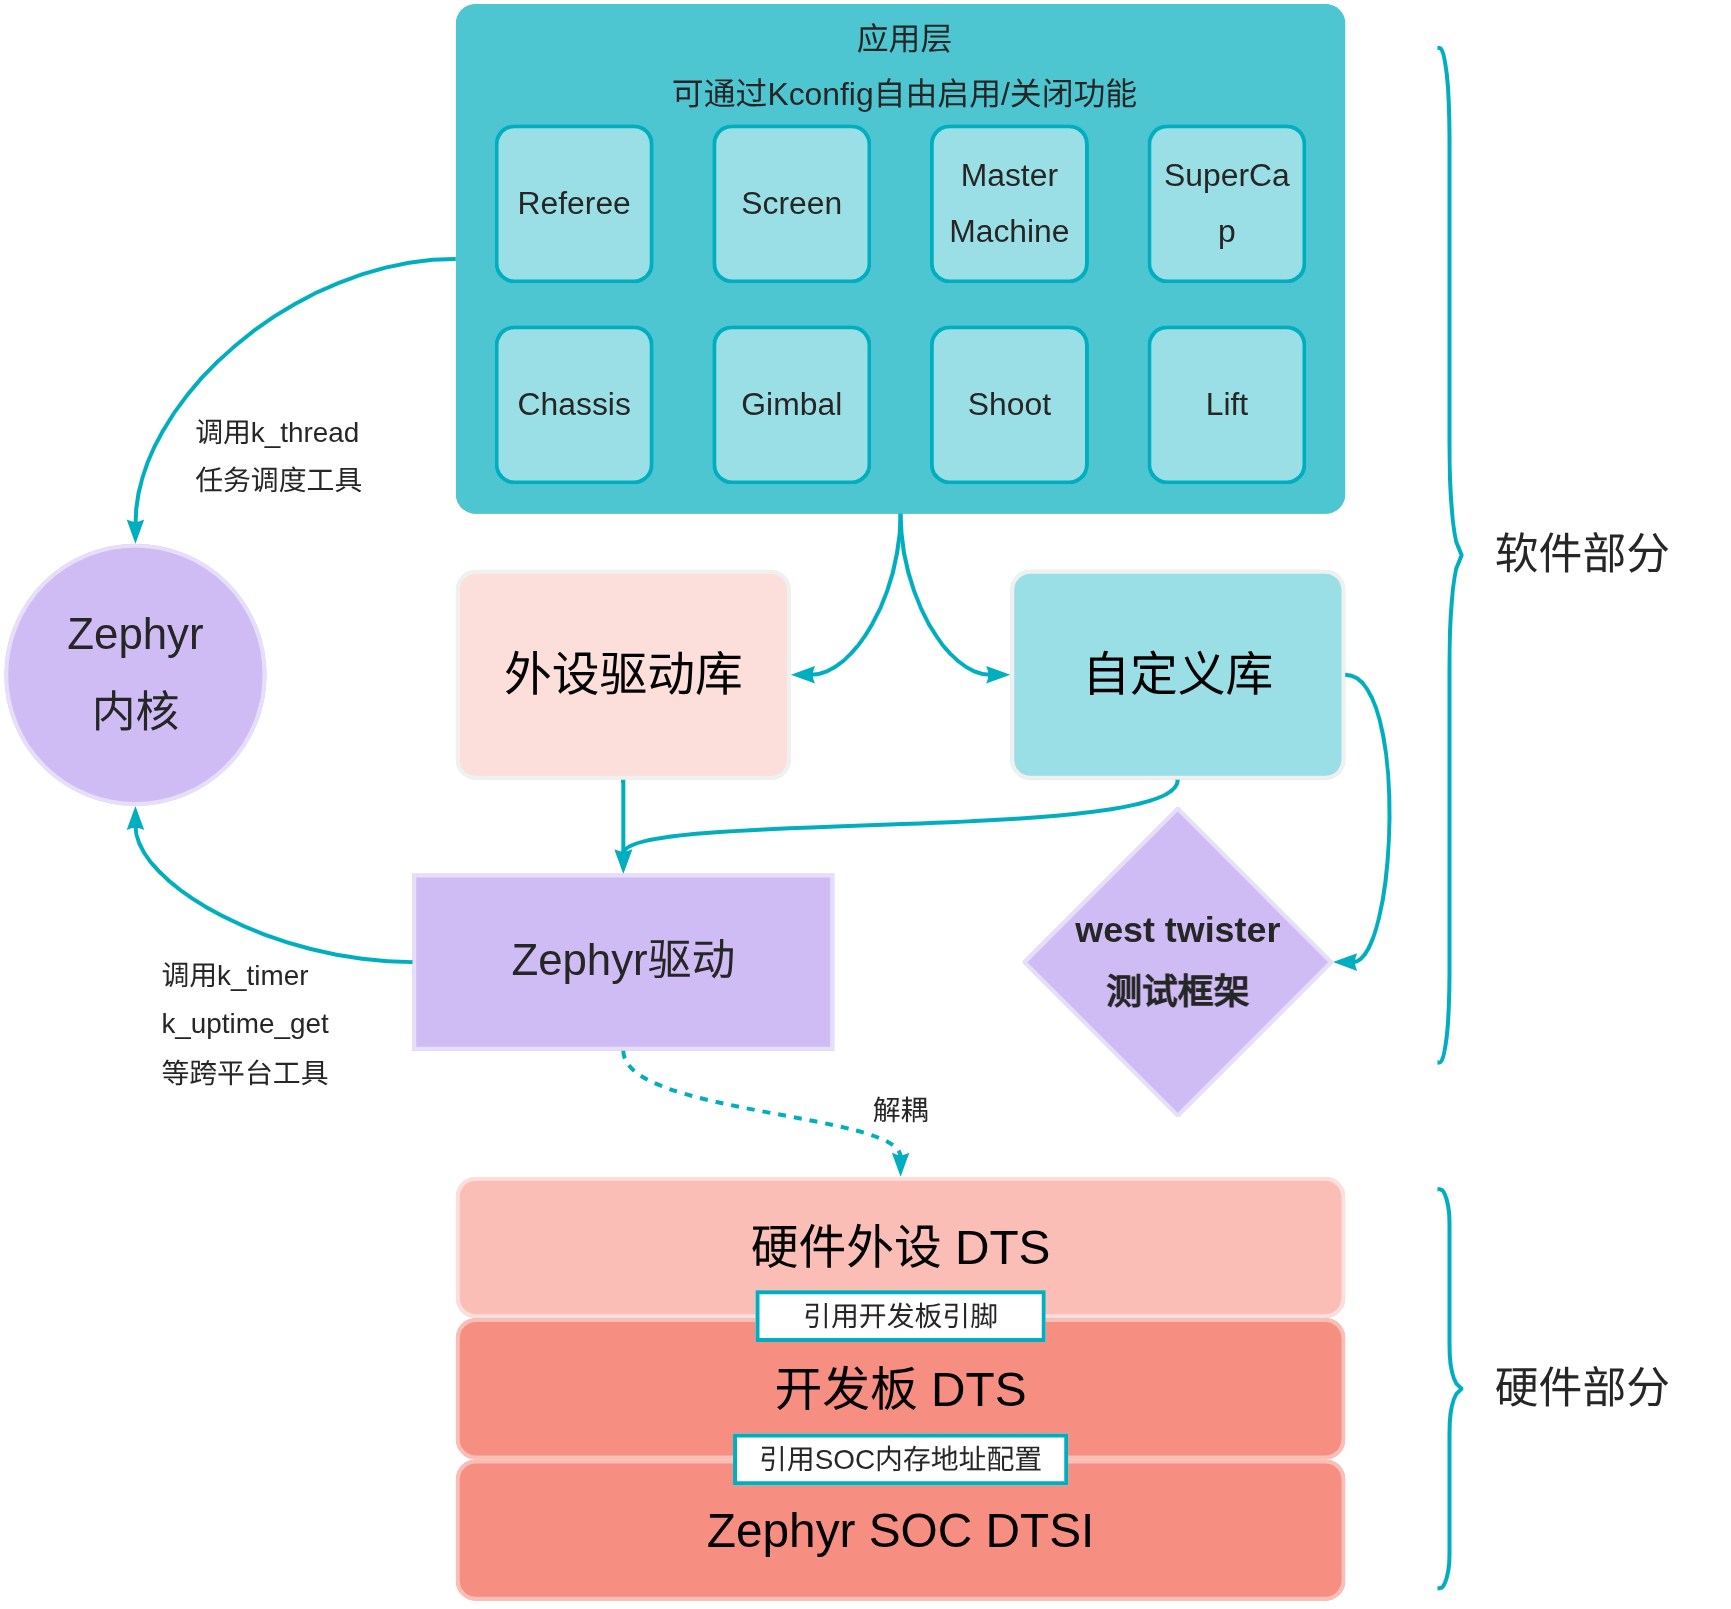 应用层
可通过Kconfig自由启用/关闭功能
Referee
Screen
Master
Machine
SuperCa
p
Chassis
Gimbal
Shoot
Lift
调用k_thread
任务调度工具
软件部分
Zephyr
内核
外设驱动库
自定义库
Zephyr驱动
west twister
测试框架
调用k_timer
k_uptime_get
等跨平台工具
解耦
硬件外设 DTS
引用开发板引脚
开发板 DTS
硬件部分
引用SOC内存地址配置
Zephyr SOC DTSI